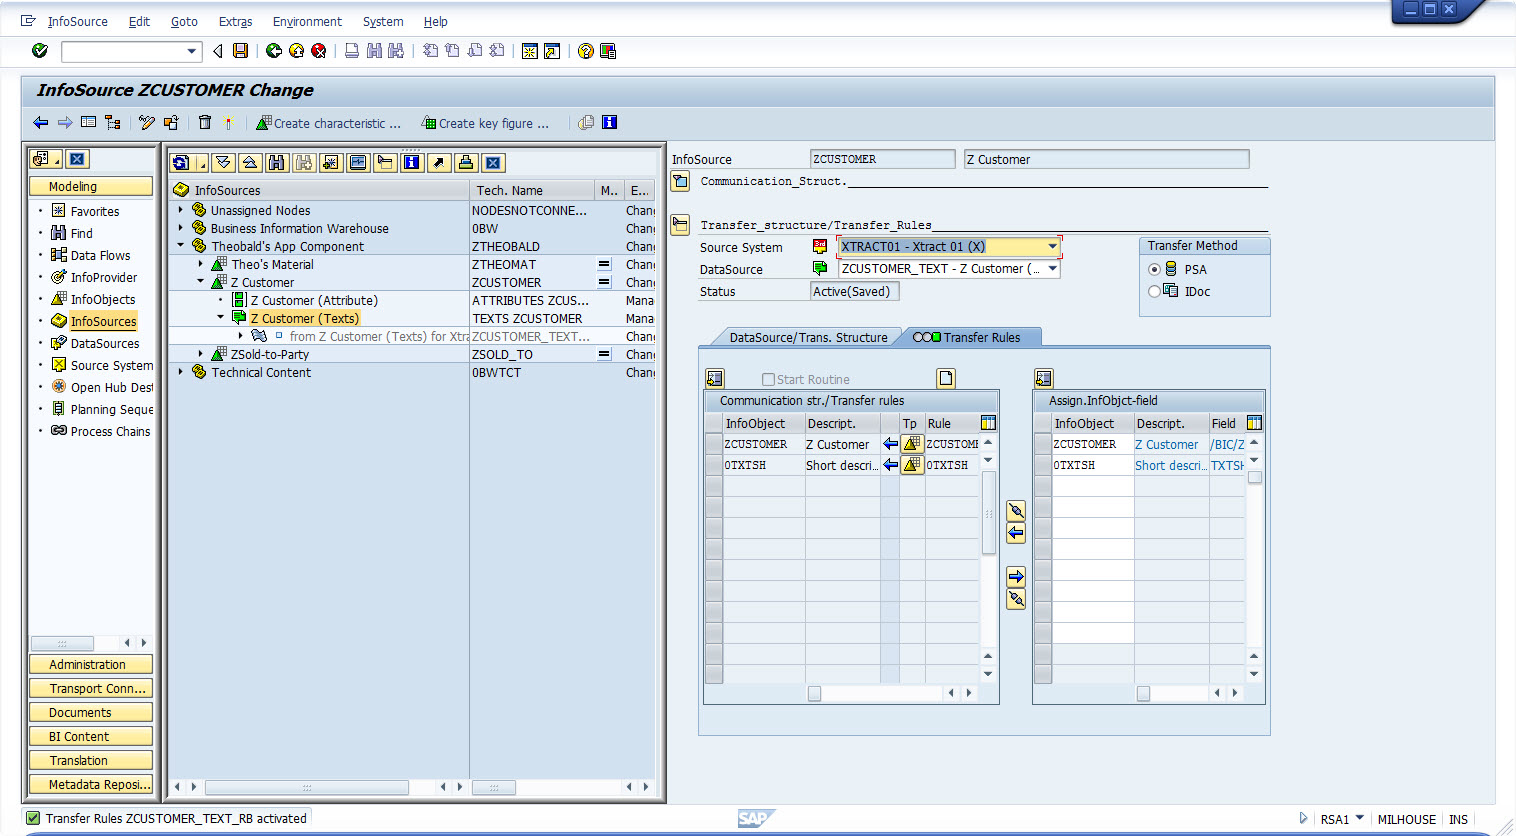 InfoSource Edit Goto Extras Environment System Help
InfoSource ZCUSTOMER Change
Create characteristic ... Create key figure ...
Modeling
Favorites
Find
Data Flows
InfoProvider
InfoObjects
InfoSources
DataSources
Source System
Open Hub Dest
Planning Seque
Process Chains
Administration
Transport Conn...
Documents
BI Content
Translation
Metadata Reposi...
InfoSources Tech. Name M.. E...
Unassigned Nodes NODESNOTCONNE... Chan
Business Information Warehouse 0BW Chan
Theobald's App Component ZTHEOBALD Chan
Theo's Material ZTHEOMAT = Chan
Z Customer ZCUSTOMER = Chan
Z Customer (Attribute) ATTRIBUTES ZCUS... Mana
Z Customer (Texts) TEXTS ZCUSTOMER Mana
from Z Customer (Texts) for Xtra ZCUSTOMER_TEXT... Chan
ZSold-to-Party ZSOLD_TO = Chan
Technical Content 0BWTCT Chan
InfoSource ZCUSTOMER Z Customer
Communication_Struct.
Transfer_structure/Transfer_Rules
Source System 3rd XTRACT01 - Xtract 01 (X)
DataSource ZCUSTOMER_TEXT - Z Customer (...
Status Active(Saved)
Transfer Method
PSA
IDoc
DataSource/Trans. Structure Transfer Rules
Start Routine
Communication str./Transfer rules
InfoObject Descript. Tp Rule
ZCUSTOMER Z Customer ZCUSTOME
0TXTSH Short descri... 0TXTSH
Assign.InfObjct-field
InfoObject Descript. Field
ZCUSTOMER Z Customer /BIC/Z
0TXTSH Short descri... TXTSH
Transfer Rules ZCUSTOMER_TEXT_RB activated
SAP
RSA1 MILHOUSE INS